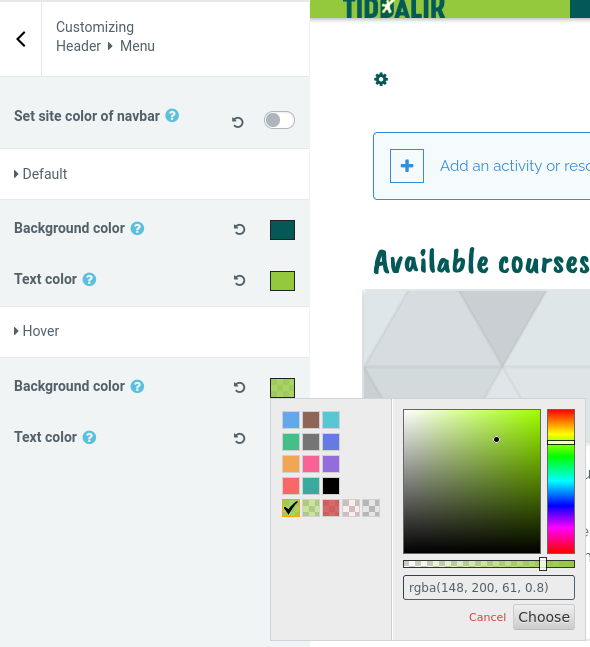 Customizing
Header ▸ Menu
TIDDALIK
Set site color of navbar
Default
Add an activity or reso
Background color
Text color
Available courses
Hover
Background color
Text color
rgba(148, 200, 61, 0.8)
Cancel Choose